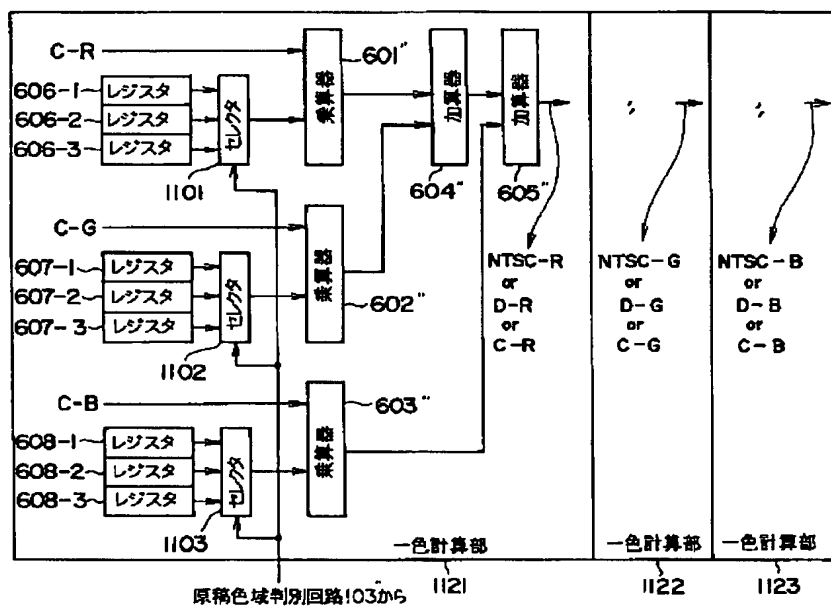 C-R
606-1 レジスタ
606-2 レジスタ
606-3 レジスタ
セレクタ
1101
乗算器
601"
加算器
604"
加算器
605"
C-G
607-1 レジスタ
607-2 レジスタ
607-3 レジスタ
セレクタ
1102
乗算器
602"
C-B
608-1 レジスタ
608-2 レジスタ
608-3 レジスタ
セレクタ
1103
乗算器
603"
NTSC-R
or
D-R
or
C-R
NTSC-G
or
D-G
or
C-G
NTSC-B
or
D-B
or
C-B
一色計算部
一色計算部
一色計算部
1121
1122
1123
原稿色域判別回路103"から